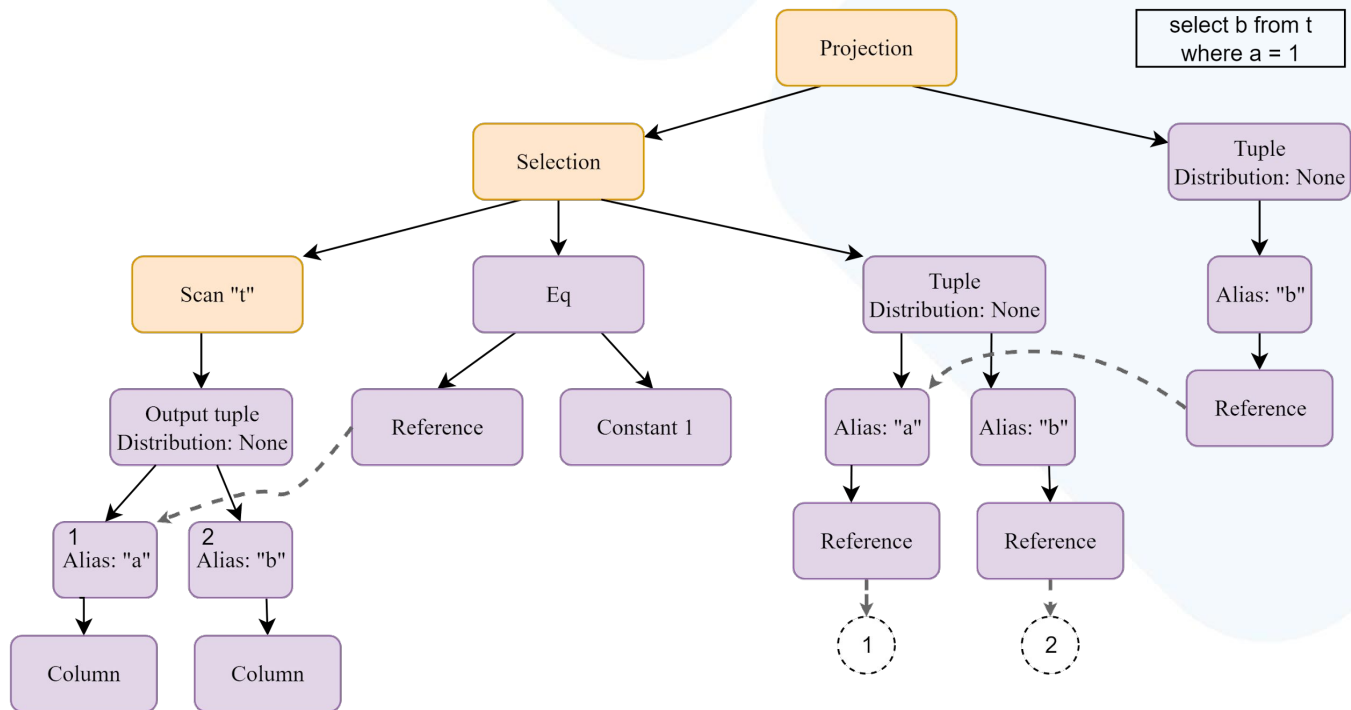 Projection
select b from t
where a = 1
Selection
Tuple
Distribution: None
Scan "t"
Eq
Tuple
Distribution: None
Alias: "b"
Output tuple
Distribution: None
Reference
Constant 1
Alias: "a"
Alias: "b"
Reference
1
Alias: "a"
2
Alias: "b"
Reference
Reference
Column
Column
1
2